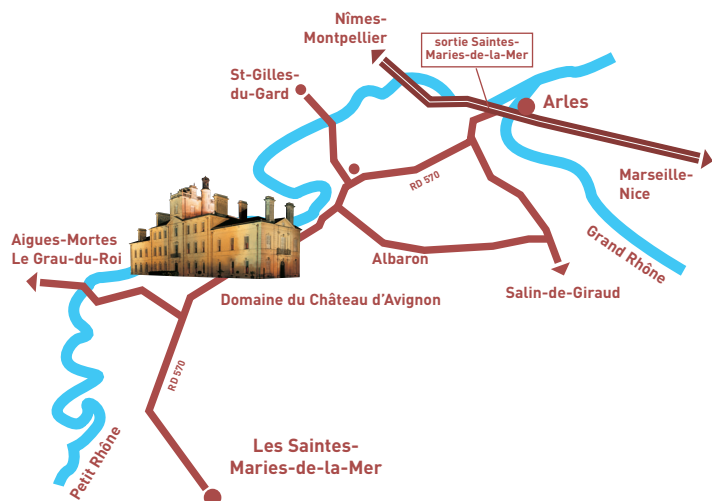 Nîmes-
Montpellier
sortie Saintes-
Maries-de-la-Mer
St-Gilles-
du-Gard
Arles
Marseille-
Nice
RD 570
Grand Rhône
Aigues-Mortes
Le Grau-du-Roi
Albaron
Salin-de-Giraud
Domaine du Château d’Avignon
RD 570
Petit Rhône
Les Saintes-
Maries-de-la-Mer